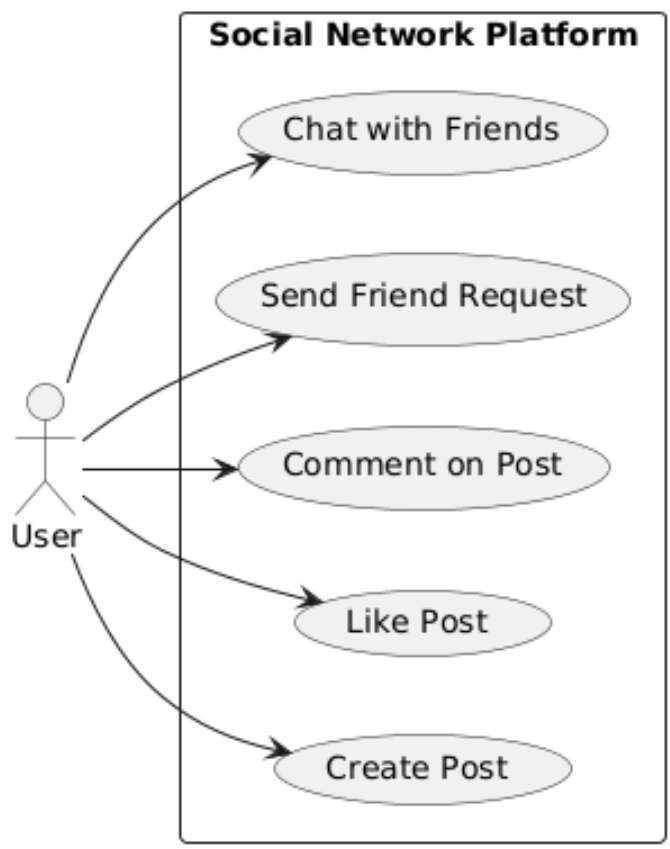 Social Network Platform
Chat with Friends
Send Friend Request
Comment on Post
User
Like Post
Create Post